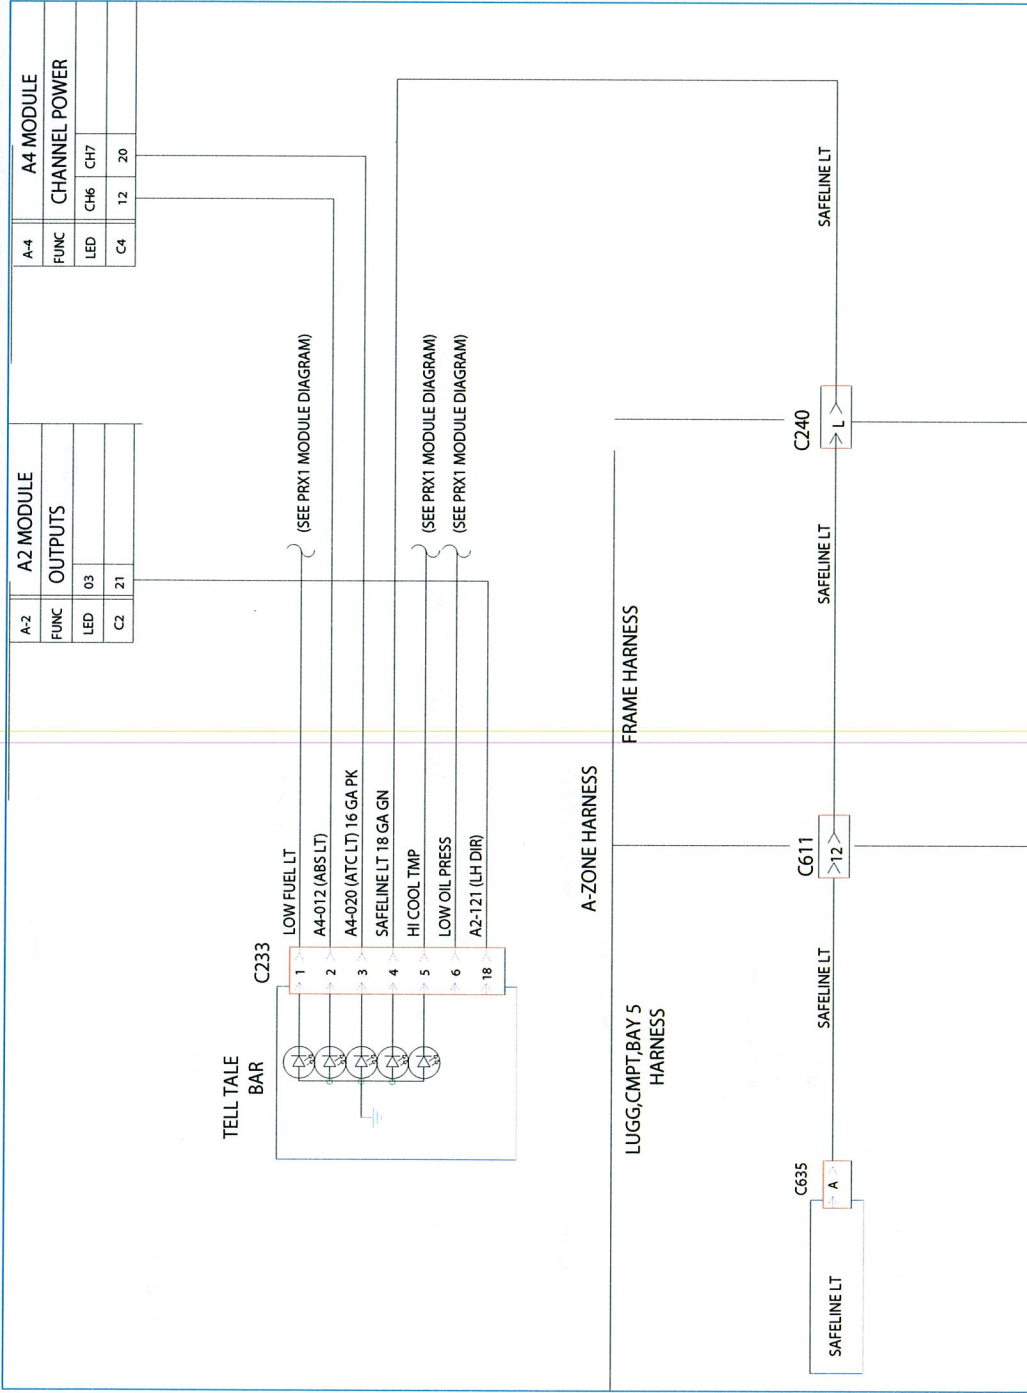 A-2 A2 MODULE
FUNC OUTPUTS
LED 03
C2 21
A-4 A4 MODULE
FUNC CHANNEL POWER
LED CH6 CH7
C4 12 20
TELL TALE
BAR
C233
1 LOW FUEL LT (SEE PRX1 MODULE DIAGRAM)
2 A4-012 (ABS LT)
3 A4-020 (ATC LT) 16 GA PK
4 SAFELINE LT 18 GA GN
5 HI COOL TMP (SEE PRX1 MODULE DIAGRAM)
6 LOW OIL PRESS (SEE PRX1 MODULE DIAGRAM)
18 A2-121 (LH DIR)
A-ZONE HARNESS
LUGG,CMPT,BAY 5
HARNESS
FRAME HARNESS
C635
C611
C240
SAFELINE LT
A
SAFELINE LT
12
SAFELINE LT
L
SAFELINE LT